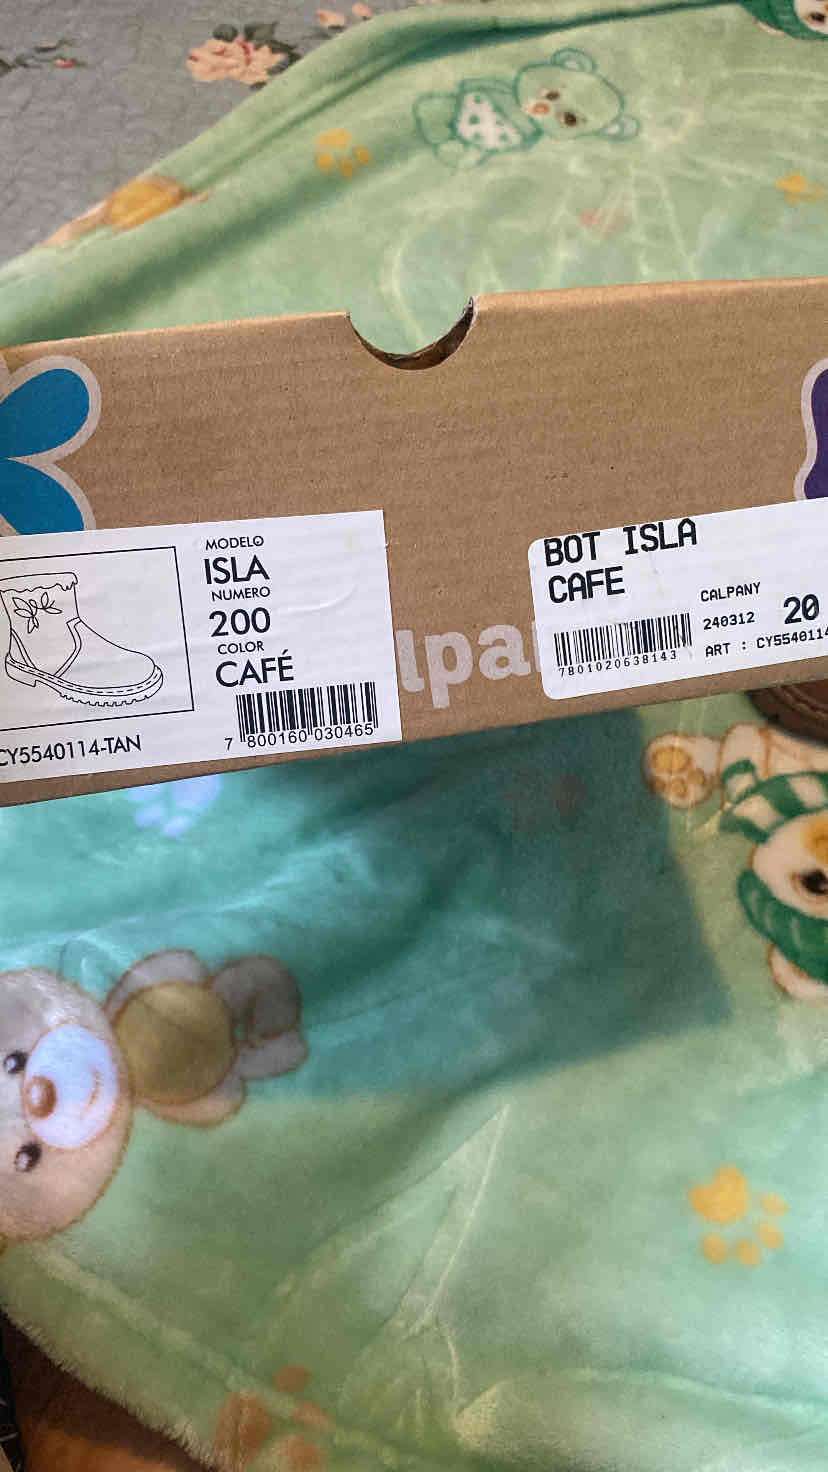 MODELO
ISLA
NUMERO
200
COLOR
CAFÉ
7 800160 030465
CY5540114-TAN
lpa
BOT ISLA
CAFE
7801020638143
CALPANY
240312 20
ART : CY5540114